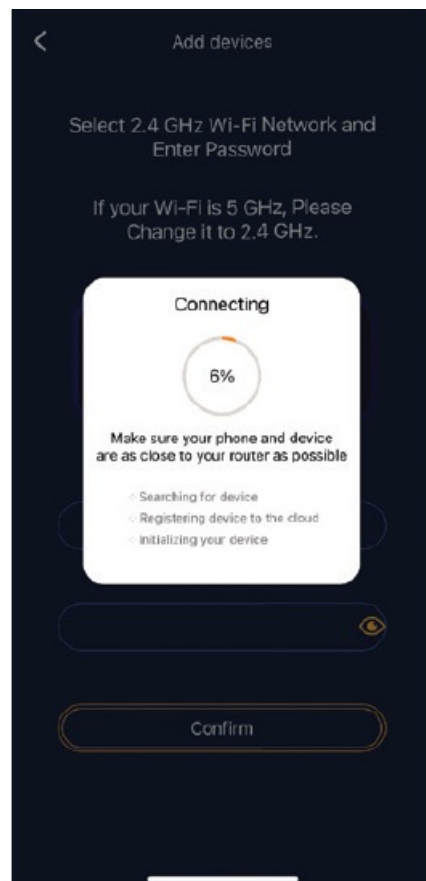 Add devices
Select 2.4 GHz Wi-Fi Network and
Enter Password
If your Wi-Fi is 5 GHz, Please
Change it to 2.4 GHz.
Connecting
6%
Make sure your phone and device
are as close to your router as possible
Searching for device
Registering device to the cloud
Initializing your device
Confirm